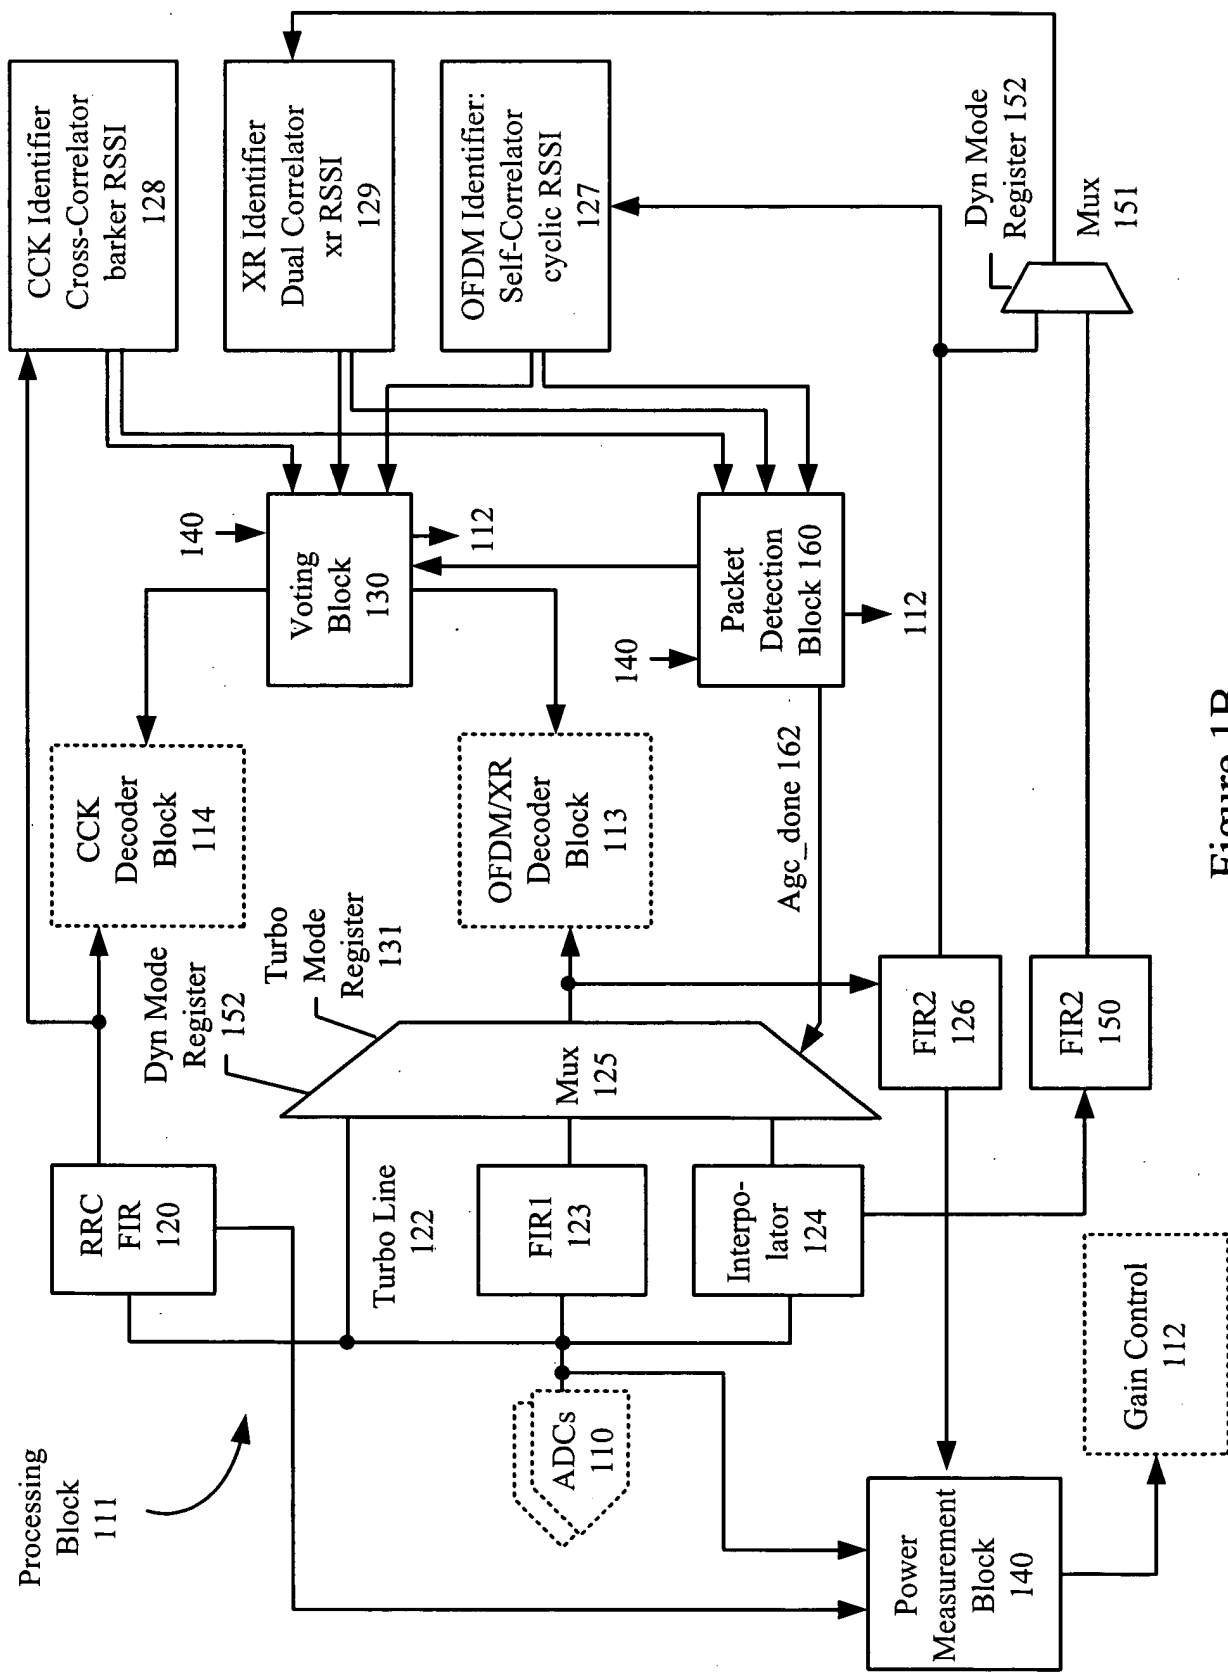 Processing
Block
111
RRC
FIR
120
Dyn Mode
Register
152
Turbo
Mode
Register
131
CCK
Decoder
Block
114
CCK Identifier
Cross-Correlator
barker RSSI
128
XR Identifier
Dual Correlator
xr RSSI
129
OFDM Identifier:
Self-Correlator
cyclic RSSI
127
140
Voting
Block
130
112
Turbo Line
122
ADCs
110
FIR1
123
Interpo-
lator
124
Mux
125
OFDM/XR
Decoder
Block
113
Agc_done 162
140
Packet
Detection
Block 160
112
Dyn Mode
Register 152
Mux
151
FIR2
126
FIR2
150
Power
Measurement
Block
140
Gain Control
112
Figure 1B